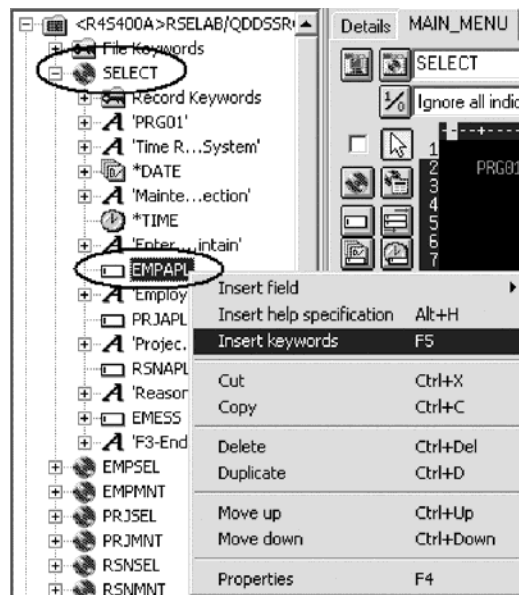 <R4S400A>RSELAB/QDDSSR
File Keywords
SELECT
Record Keywords
'PRG01'
'Time R...System'
*DATE
'Mainte...ection'
*TIME
'Enter ... intain'
EMPAPL
'Employ
PRJAPL
'Projec.
RSNAPL
'Reason
EMESS
'F3-End
EMPSEL
EMPMNT
PRJSEL
PRJMNT
RSNSEL
RSNMNT
Details MAIN_MENU
SELECT
1/0 Ignore all indic
1
2 PRG01
3
4
5
6
7
Insert field
Insert help specification Alt+H
Insert keywords F5
Cut Ctrl+X
Copy Ctrl+C
Delete Ctrl+Del
Duplicate Ctrl+D
Move up Ctrl+Up
Move down Ctrl+Down
Properties F4